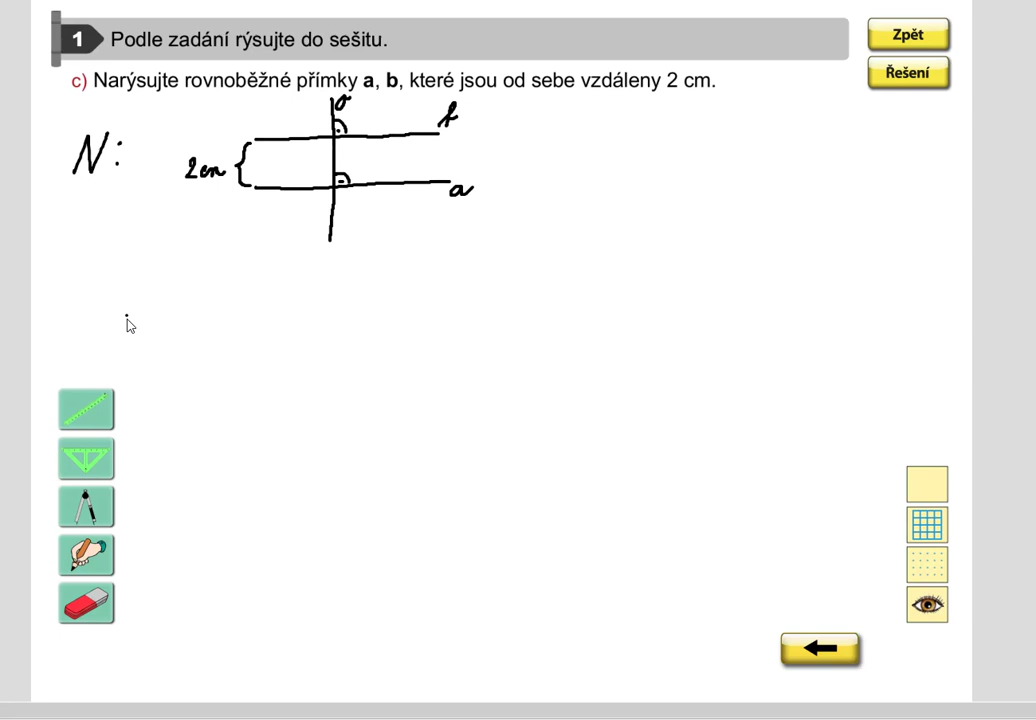 1 Podle zadání rýsujte do sešitu.
Zpět
Řešení
c) Narýsujte rovnoběžné přímky a, b, které jsou od sebe vzdáleny 2 cm.
N:
2cm
b
a